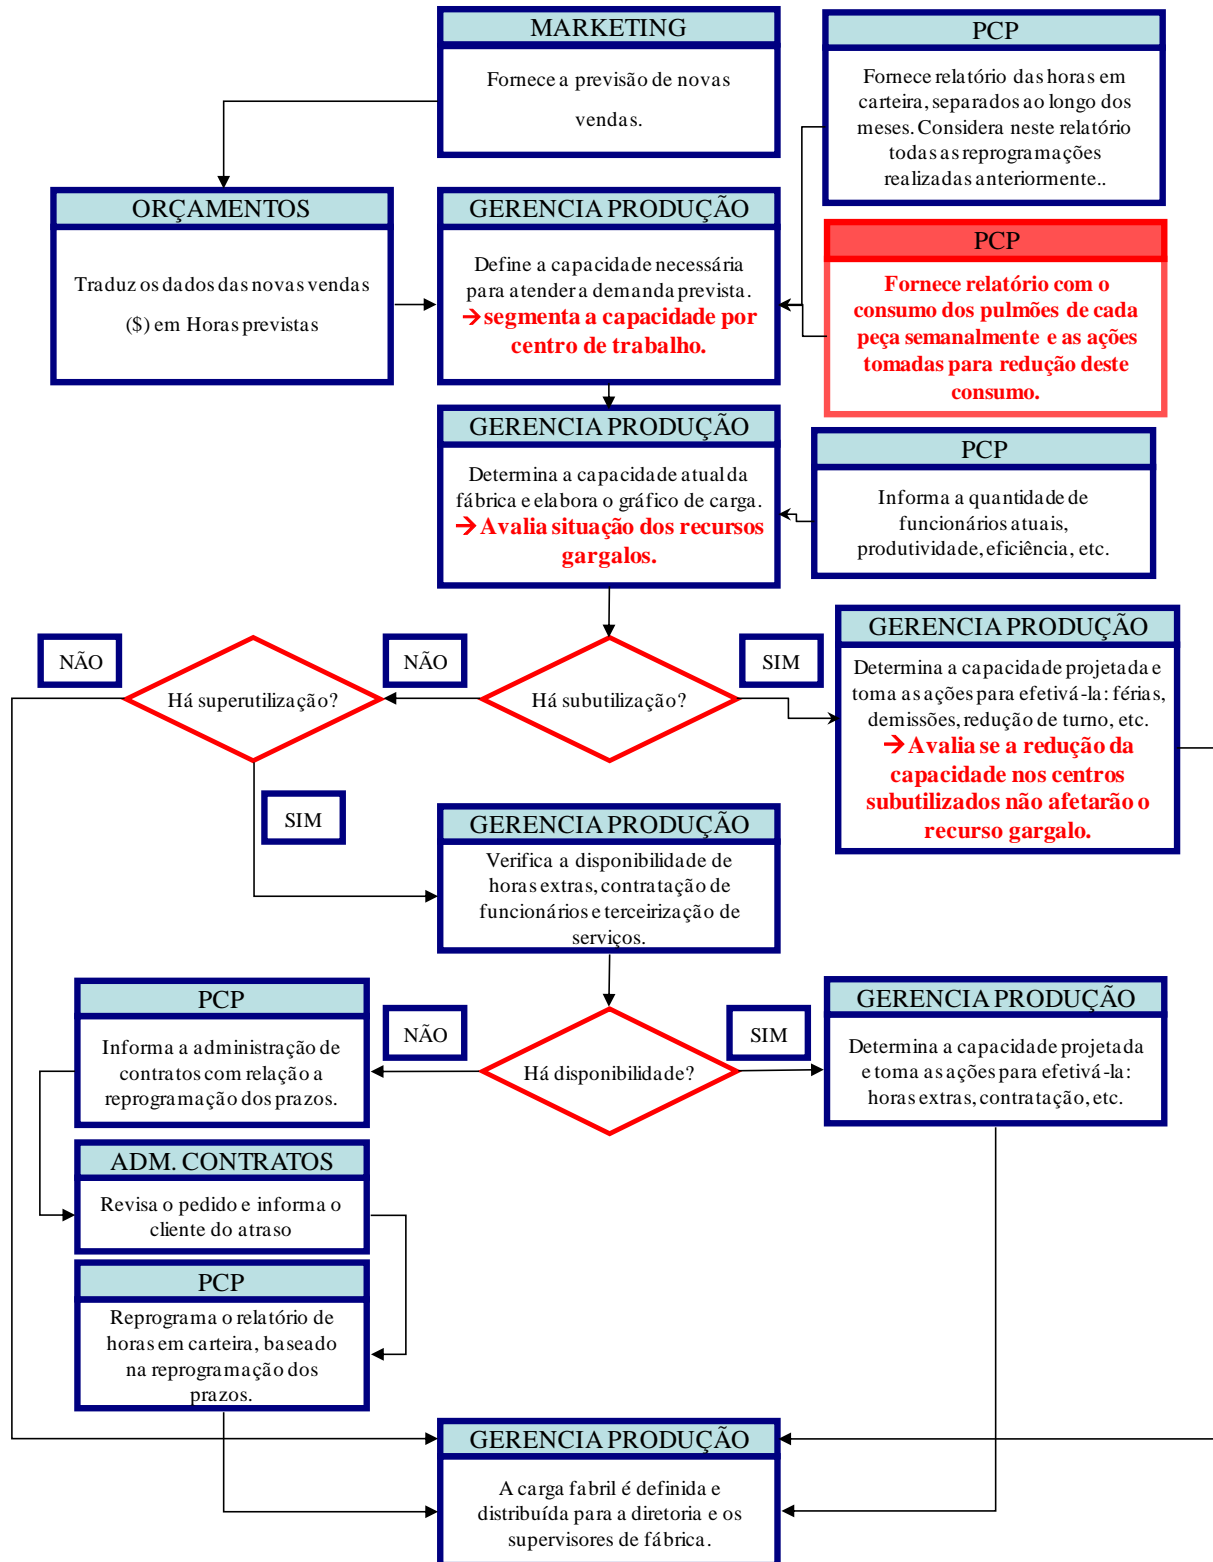 MARKETING
Fornece a previsão de novas
vendas.
PCP
Fornece relatório das horas em
carteira, separados ao longo dos
meses. Considera neste relatório
todas as reprogramações
realizadas anteriormente..
ORÇAMENTOS
Traduz os dados das novas vendas
($) em Horas previstas
GERENCIA PRODUÇÃO
Define a capacidade necessária
para atender a demanda prevista.
→segmenta a capacidade por
centro de trabalho.
PCP
Fornece relatório com o
consumo dos pulmões de cada
peça semanalmente e as ações
tomadas para redução deste
consumo.
GERENCIA PRODUÇÃO
Determina a capacidade atual da
fábrica e elabora o gráfico de carga.
→ Avalia situação dos recursos
gargalos.
PCP
Informa a quantidade de
funcionários atuais,
produtividade, eficiência, etc.
NÃO
Há superutilização?
NÃO
Há subutilização?
SIM
GERENCIA PRODUÇÃO
Determina a capacidade projetada e
toma as ações para efetivá-la: férias,
demissões, redução de turno, etc.
→ Avalia se a redução da
capacidade nos centros
subutilizados não afetarão o
recurso gargalo.
SIM
GERENCIA PRODUÇÃO
Verifica a disponibilidade de
horas extras, contratação de
funcionários e terceirização de
serviços.
PCP
Informa a administração de
contratos com relação a
reprogramação dos prazos.
NÃO
Há disponibilidade?
SIM
GERENCIA PRODUÇÃO
Determina a capacidade projetada
e toma as ações para efetivá-la:
horas extras, contratação, etc.
ADM. CONTRATOS
Revisa o pedido e informa o
cliente do atraso
PCP
Reprograma o relatório de
horas em carteira, baseado
na reprogramação dos
prazos.
GERENCIA PRODUÇÃO
A carga fabril é definida e
distribuída para a diretoria e os
supervisores de fábrica.